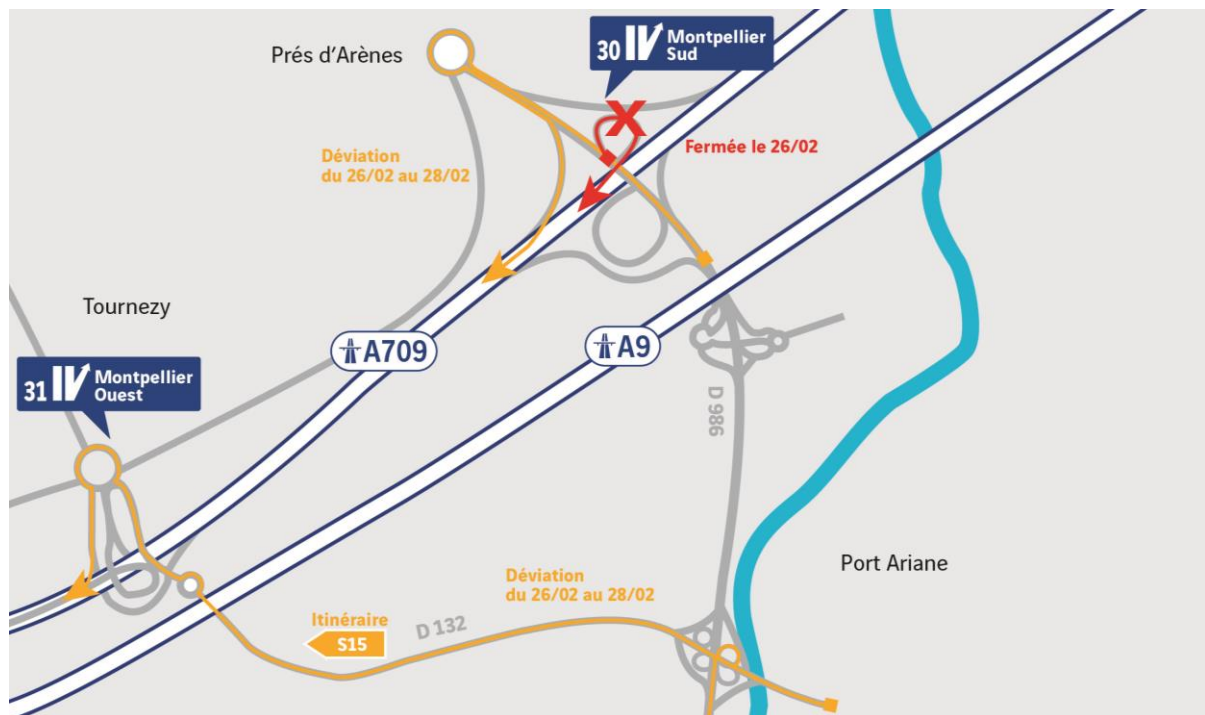 Prés d'Arènes
30 Montpellier
Sud
Déviation
du 26/02 au 28/02
Fermée le 26/02
Tournezy
A709
A9
31 Montpellier
Ouest
D 986
Port Ariane
Déviation
du 26/02 au 28/02
Itinéraire
S15
D 132